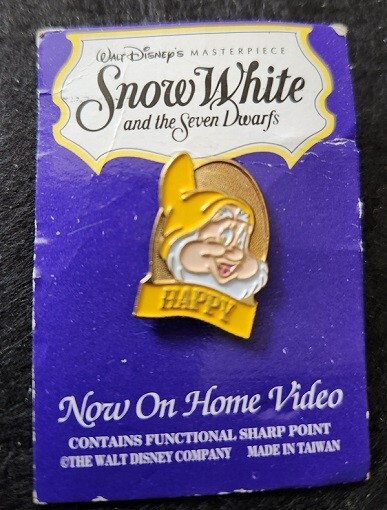 Walt Disney's MASTERPIECE
Snow White
and the Seven Dwarfs
HAPPY
Now On Home Video
CONTAINS FUNCTIONAL SHARP POINT
©THE WALT DISNEY COMPANY MADE IN TAIWAN